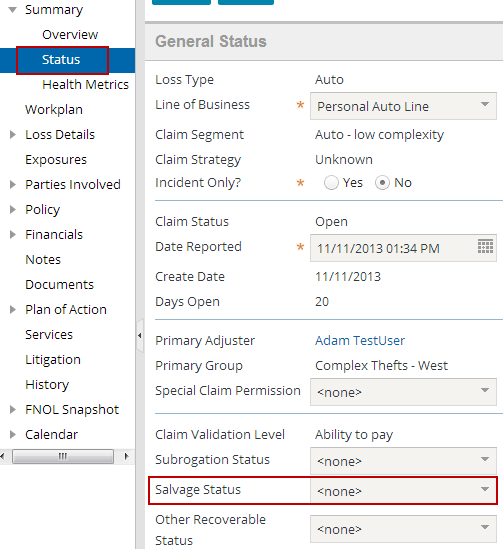 Summary
Overview
Status
Health Metrics
Workplan
Loss Details
Exposures
Parties Involved
Policy
Financials
Notes
Documents
Plan of Action
Services
Litigation
History
FNOL Snapshot
Calendar
General Status
Loss Type Auto
Line of Business * Personal Auto Line
Claim Segment Auto - low complexity
Claim Strategy Unknown
Incident Only? * Yes No
Claim Status Open
Date Reported * 11/11/2013 01:34 PM
Create Date 11/11/2013
Days Open 20
Primary Adjuster Adam TestUser
Primary Group Complex Thefts - West
Special Claim Permission <none>
Claim Validation Level Ability to pay
Subrogation Status <none>
Salvage Status <none>
Other Recoverable
Status <none>